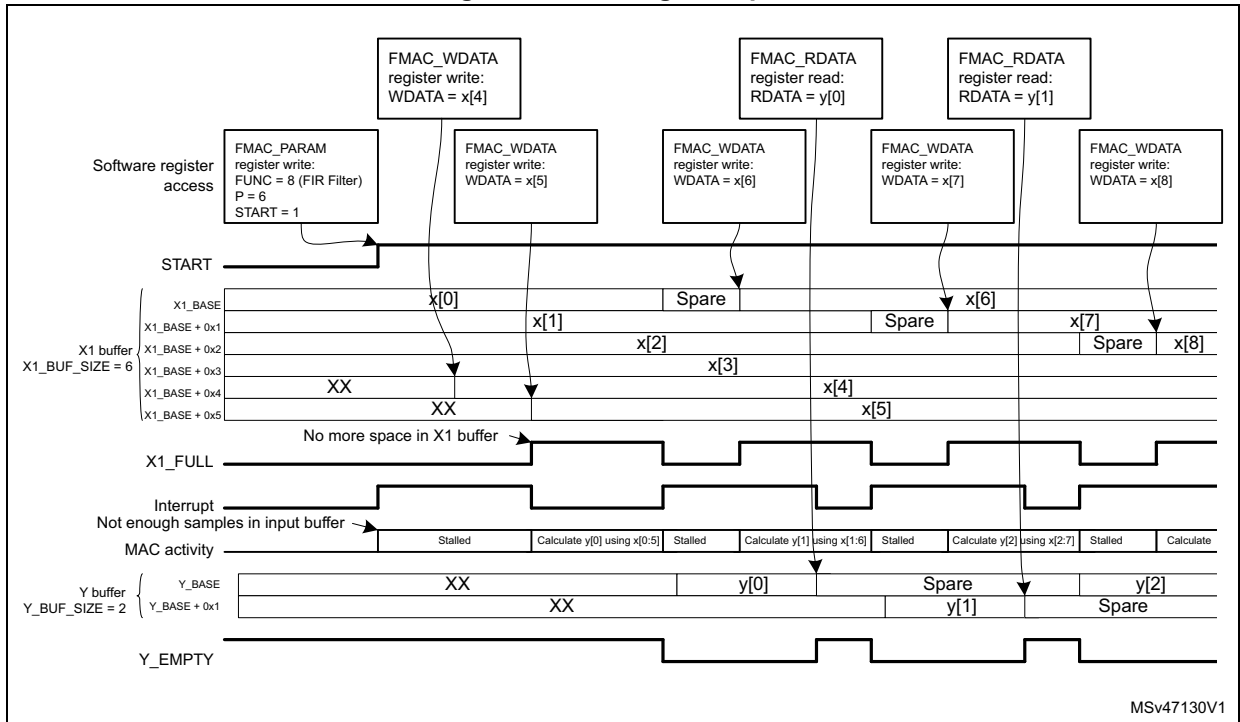 FMAC_WDATA
register write:
WDATA = x[4]
FMAC_RDATA
register read:
RDATA = y[0]
FMAC_RDATA
register read:
RDATA = y[1]
Software register
access
FMAC_PARAM
register write:
FUNC = 8 (FIR Filter)
P = 6
START = 1
FMAC_WDATA
register write:
WDATA = x[5]
FMAC_WDATA
register write:
WDATA = x[6]
FMAC_WDATA
register write:
WDATA = x[7]
FMAC_WDATA
register write:
WDATA = x[8]
START
X1 buffer
X1_BUF_SIZE = 6
X1_BASE x[0] Spare x[6]
X1_BASE + 0x1 x[1] Spare x[7]
X1_BASE + 0x2 x[2] Spare x[8]
X1_BASE + 0x3 x[3]
X1_BASE + 0x4 XX x[4]
X1_BASE + 0x5 XX x[5]
No more space in X1 buffer
X1_FULL
Interrupt
Not enough samples in input buffer
MAC activity Stalled Calculate y[0] using x[0:5] Stalled Calculate y[1] using x[1:6] Stalled Calculate y[2] using x[2:7] Stalled Calculate
Y buffer
Y_BUF_SIZE = 2
Y_BASE XX y[0] Spare y[2]
Y_BASE + 0x1 XX y[1] Spare
Y_EMPTY
MSv47130V1